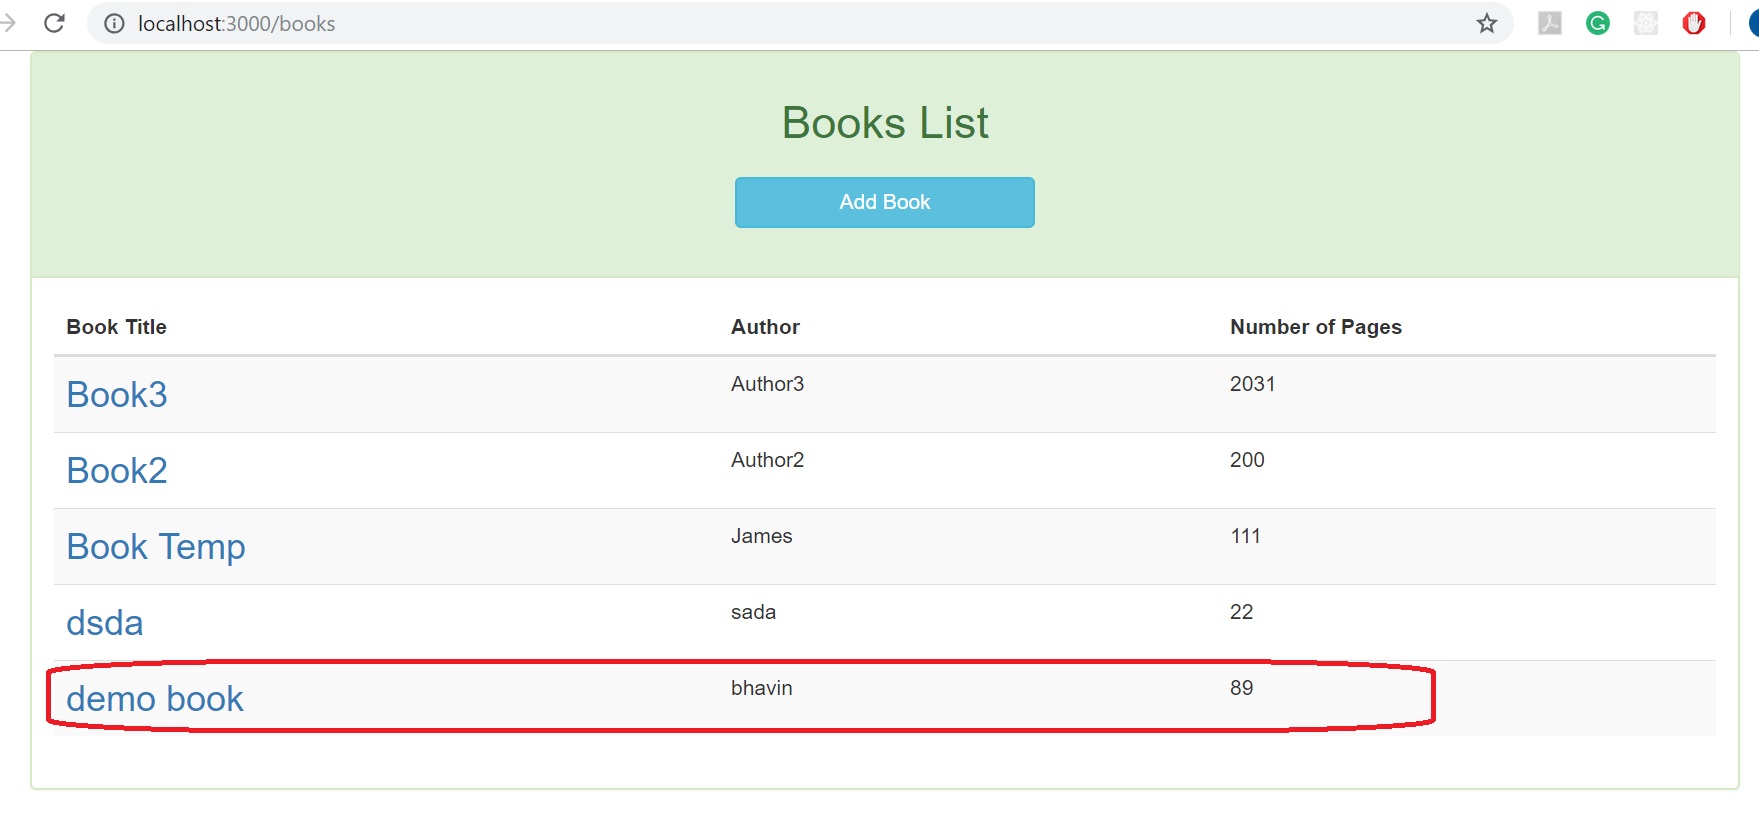 localhost:3000/books
Books List
Add Book
Book Title Author Number of Pages
Book3 Author3 2031
Book2 Author2 200
Book Temp James 111
dsda sada 22
demo book bhavin 89